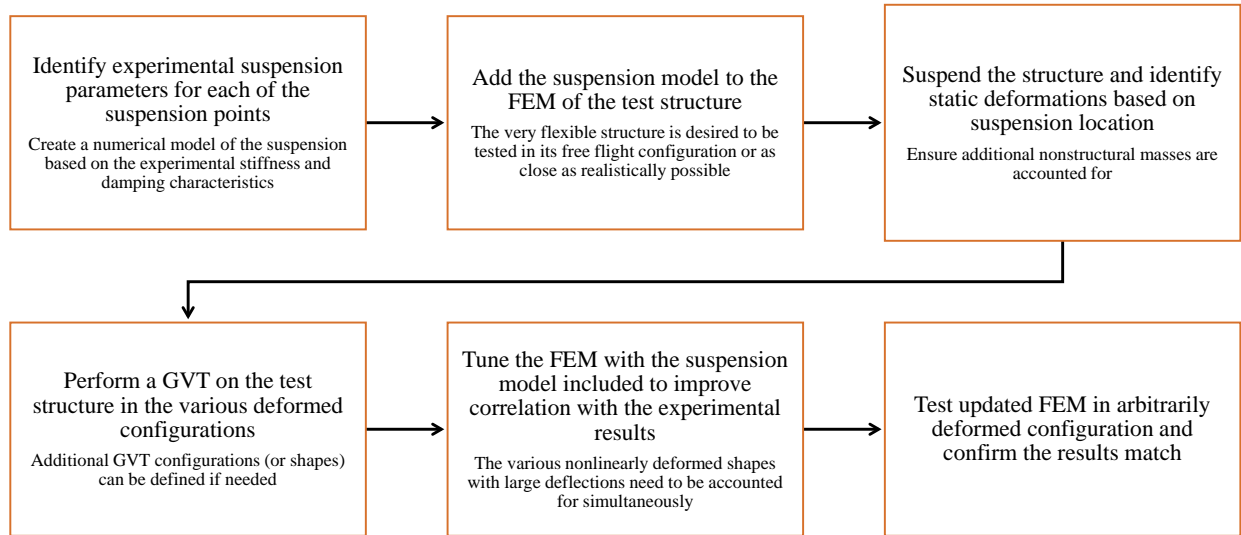 Identify experimental suspension
parameters for each of the
suspension points
Create a numerical model of the suspension
based on the experimental stiffness and
damping characteristics
Add the suspension model to the
FEM of the test structure
The very flexible structure is desired to be
tested in its free flight configuration or as
close as realistically possible
Suspend the structure and identify
static deformations based on
suspension location
Ensure additional nonstructural masses are
accounted for
Perform a GVT on the test
structure in the various deformed
configurations
Additional GVT configurations (or shapes)
can be defined if needed
Tune the FEM with the suspension
model included to improve
correlation with the experimental
results
The various nonlinearly deformed shapes
with large deflections need to be accounted
for simultaneously
Test updated FEM in arbitrarily
deformed configuration and
confirm the results match